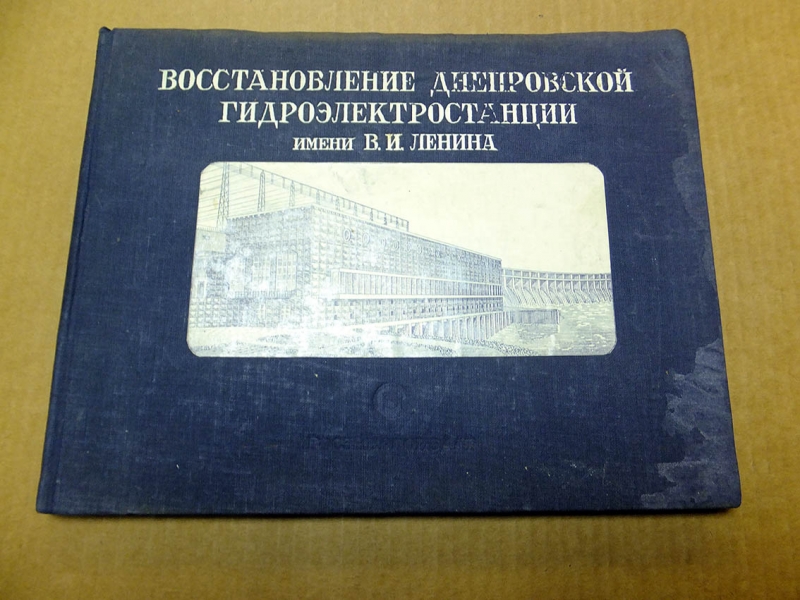 ВОССТАНОВЛЕНИЕ ДНЕПРОВСКОЙ
ГИДРОЭЛЕКТРОСТАНЦИИ
ИМЕНИ В. И. ЛЕНИНА